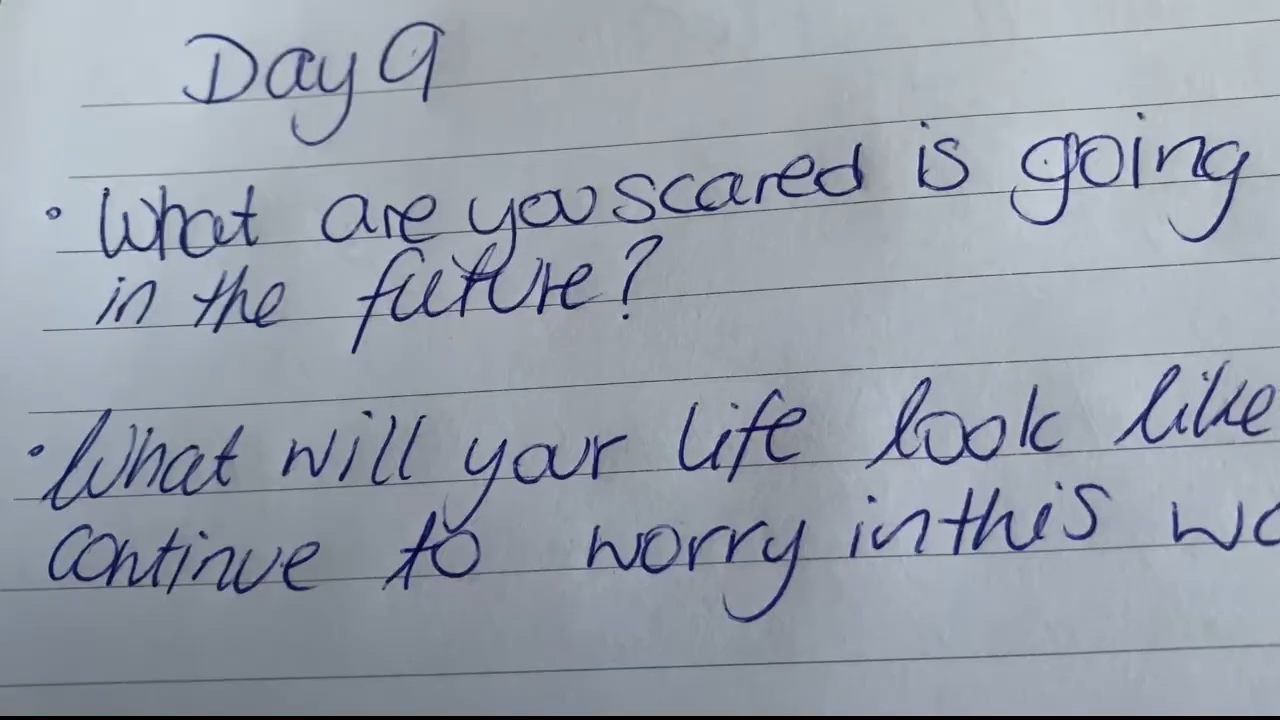 Day 9
• What are you scared is going
in the future?
• What will your life look like
continue to worry in this